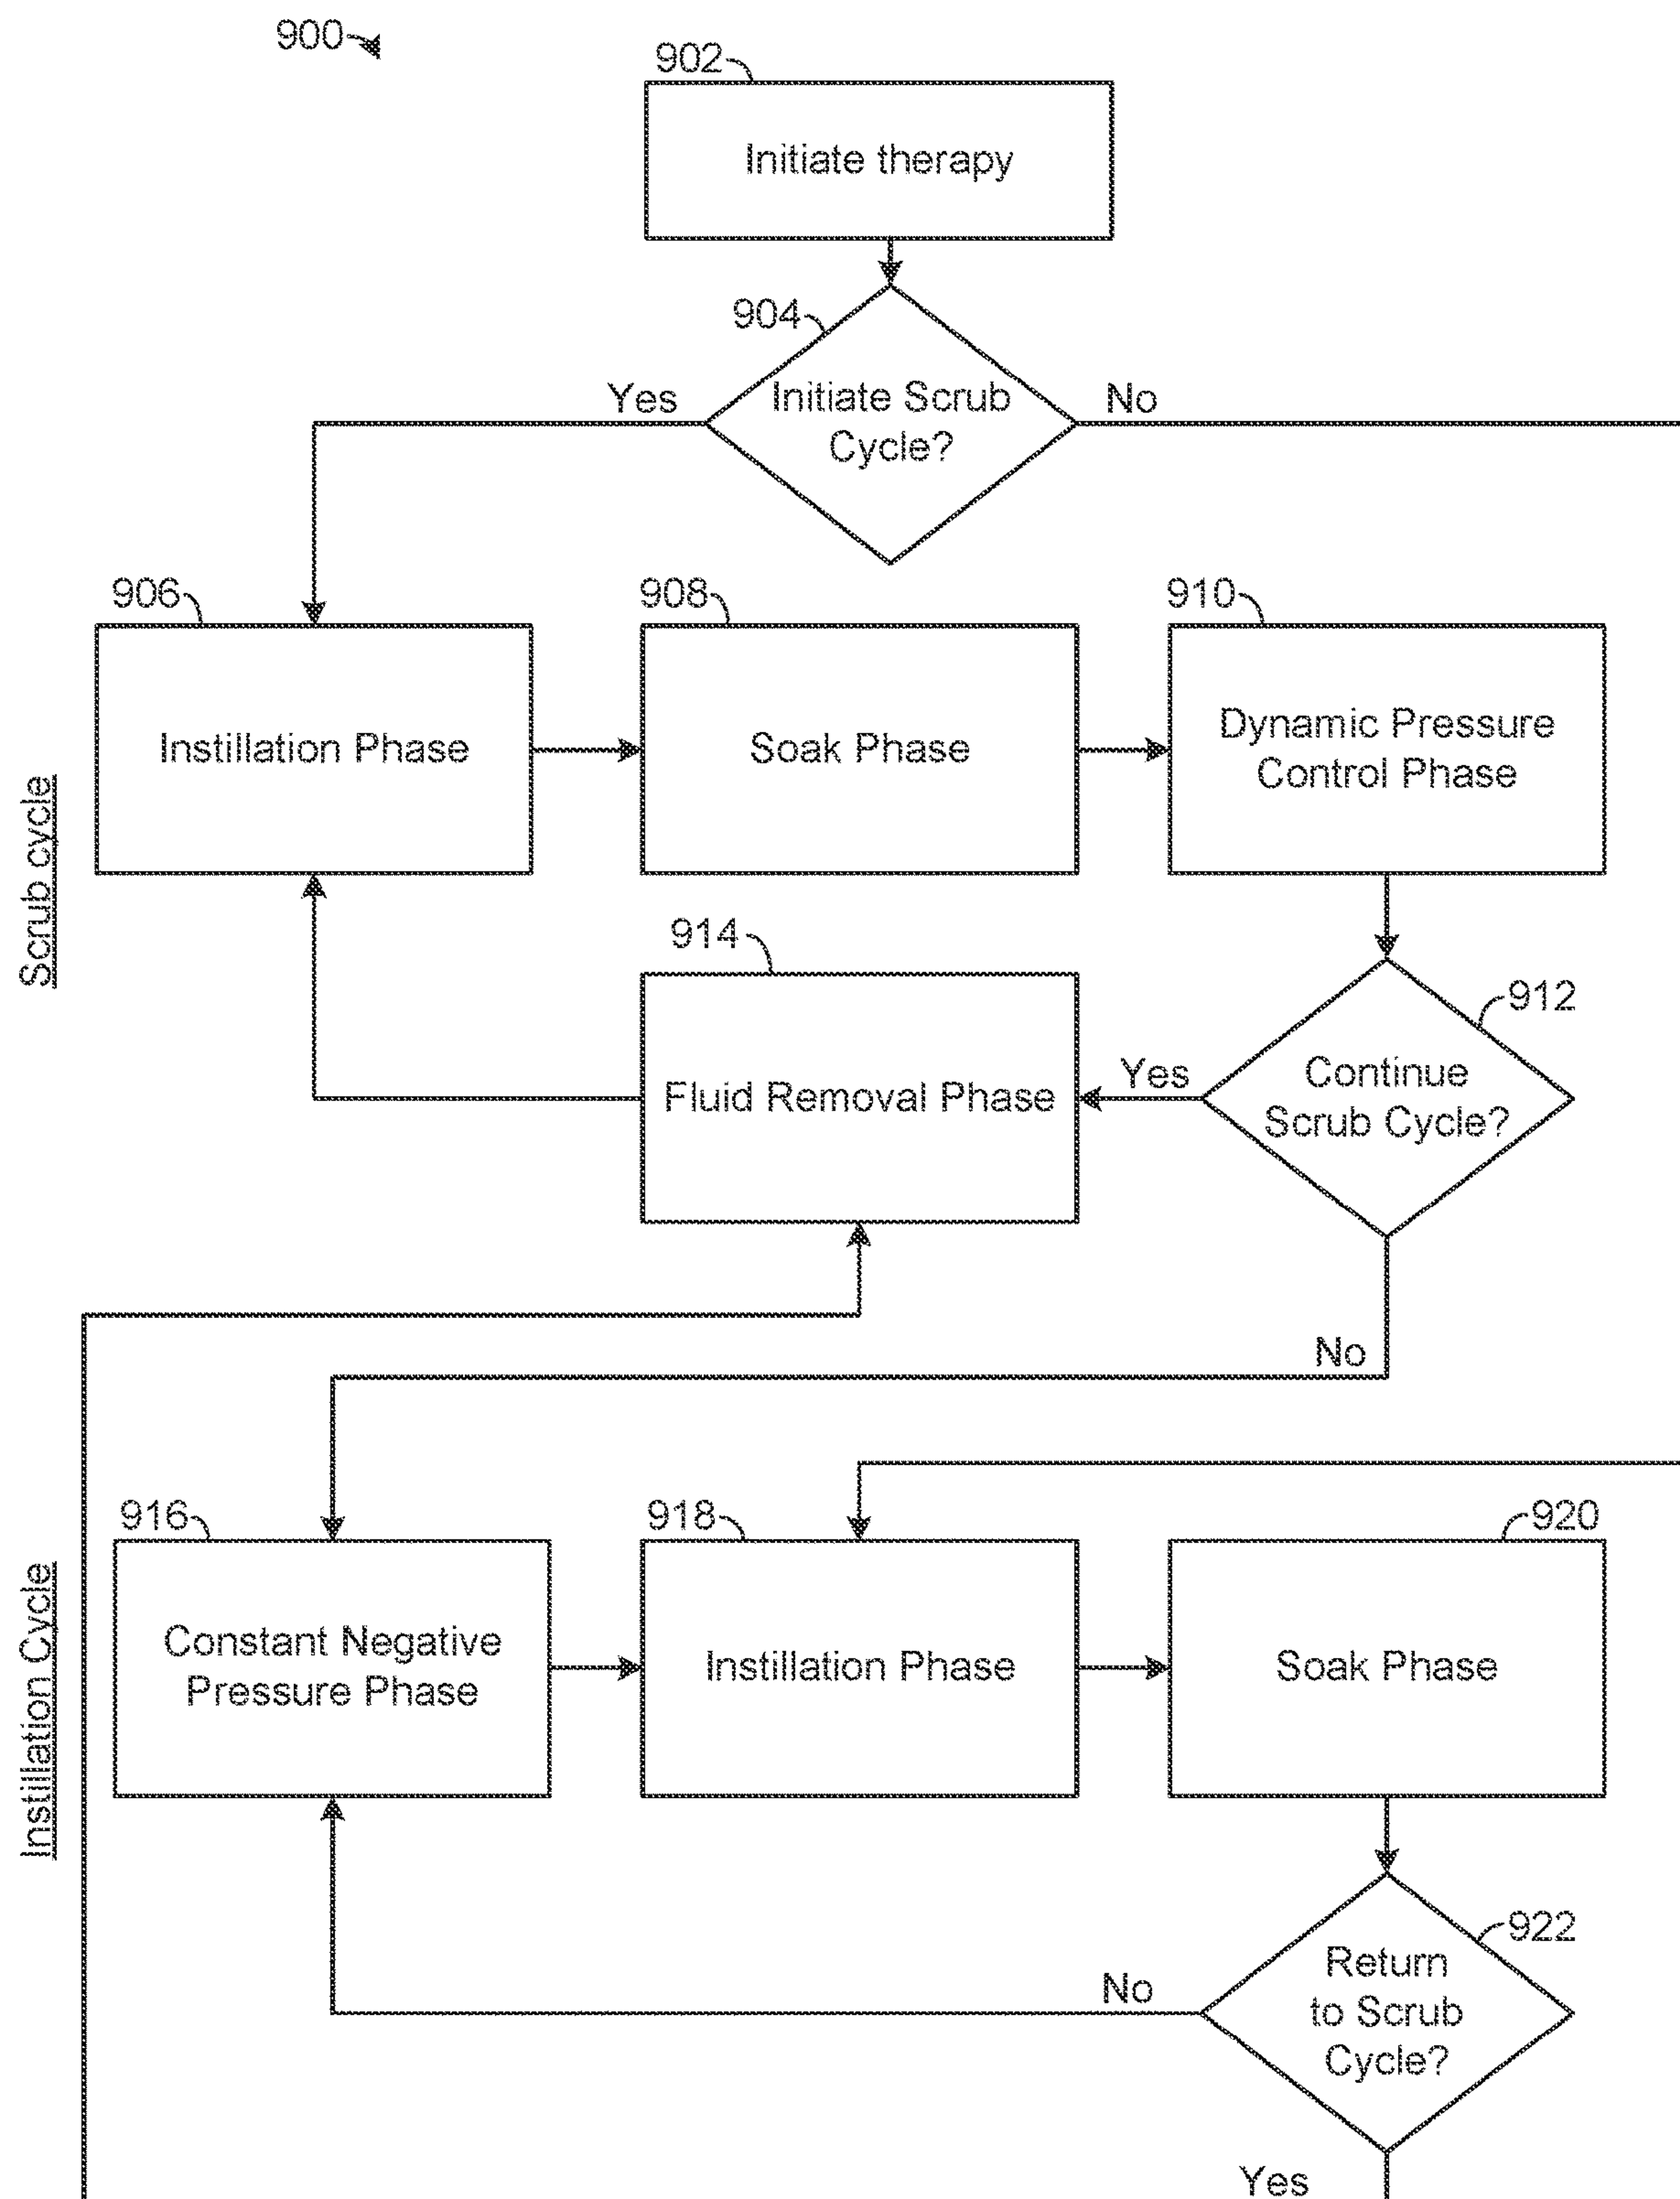 900
902
Initiate therapy
904
Initiate Scrub
Cycle?
Yes
No
906
908
910
Instillation Phase
Soak Phase
Dynamic Pressure
Control Phase
Scrub cycle
914
912
Fluid Removal Phase
Yes
Continue
Scrub Cycle?
No
916
918
920
Constant Negative
Pressure Phase
Instillation Phase
Soak Phase
Instillation Cycle
922
No
Return
to Scrub
Cycle?
Yes